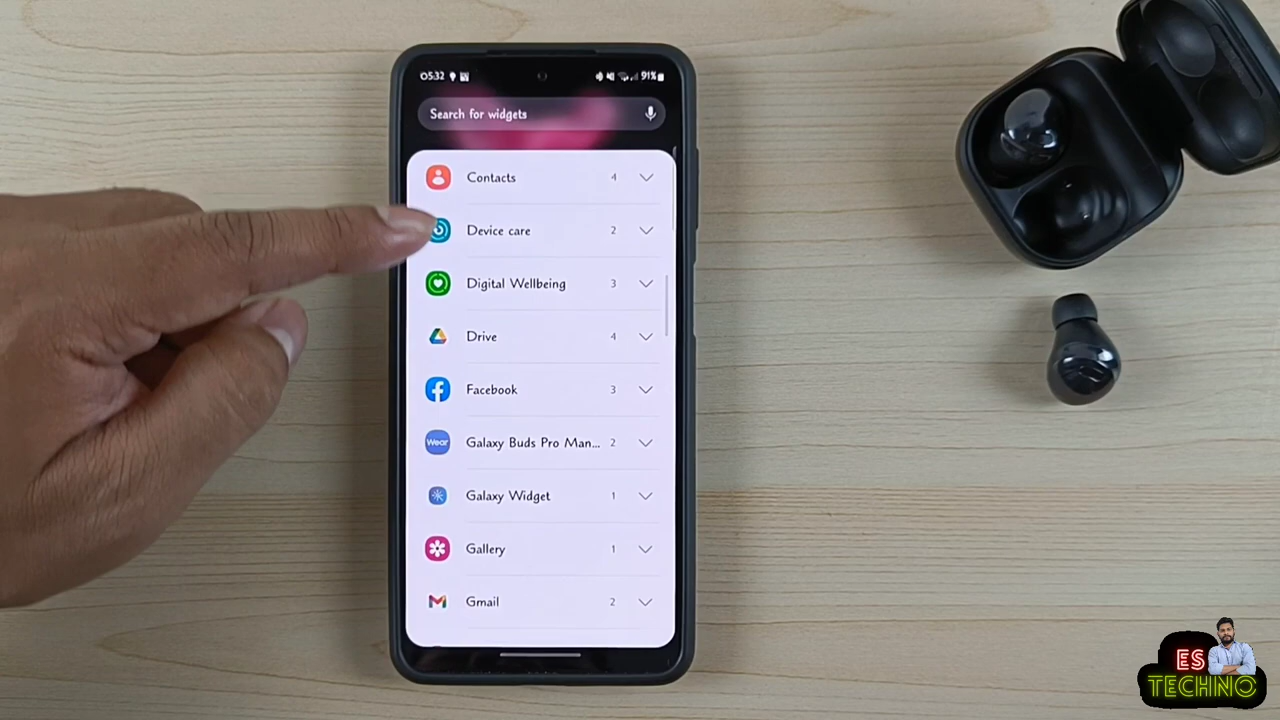 05:32 91%
Search for widgets
Contacts 4
Device care 2
Digital Wellbeing 3
Drive 4
Facebook 3
Wear Galaxy Buds Pro Man... 2
Galaxy Widget 1
Gallery 1
Gmail 2
ES
TECHNO